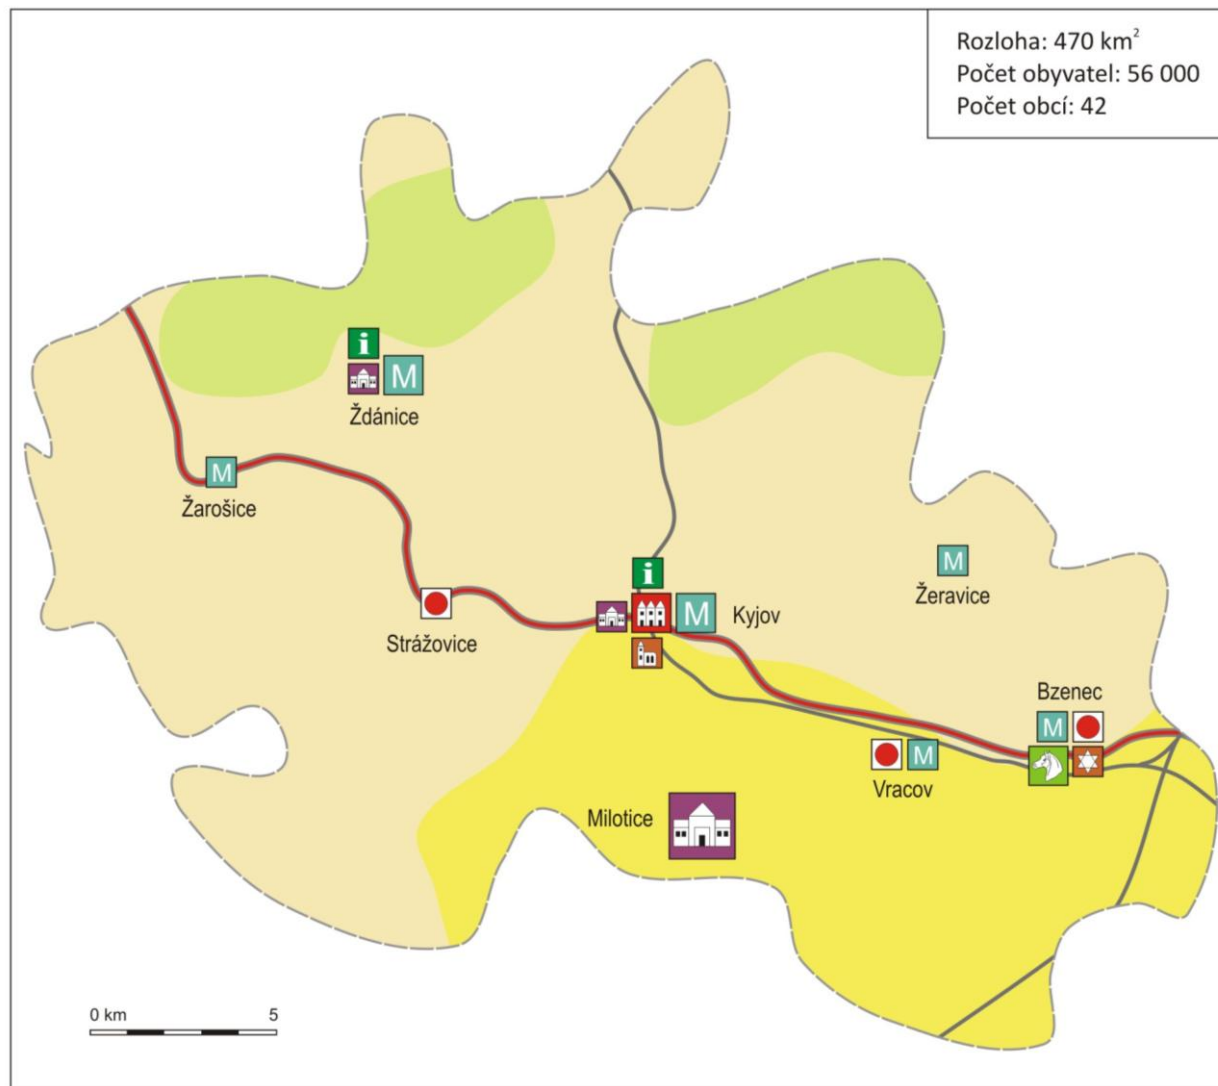 Rozloha: 470 km²
Počet obyvatel: 56 000
Počet obcí: 42
i
M
Ždánice
M
Žarošice
i
M
Kyjov
M
Žeravice
Strážovice
Bzenec
M
M
Vracov
Milotice
0 km 5